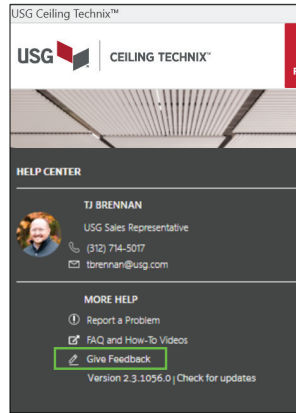 USG Ceiling Technix™
USG CEILING TECHNIX™
HELP CENTER
TJ BRENNAN
USG Sales Representative
(312) 714-5017
tbrennan@usg.com
MORE HELP
Report a Problem
FAQ and How-To Videos
Give Feedback
Version 2.3.1056.0 | Check for updates